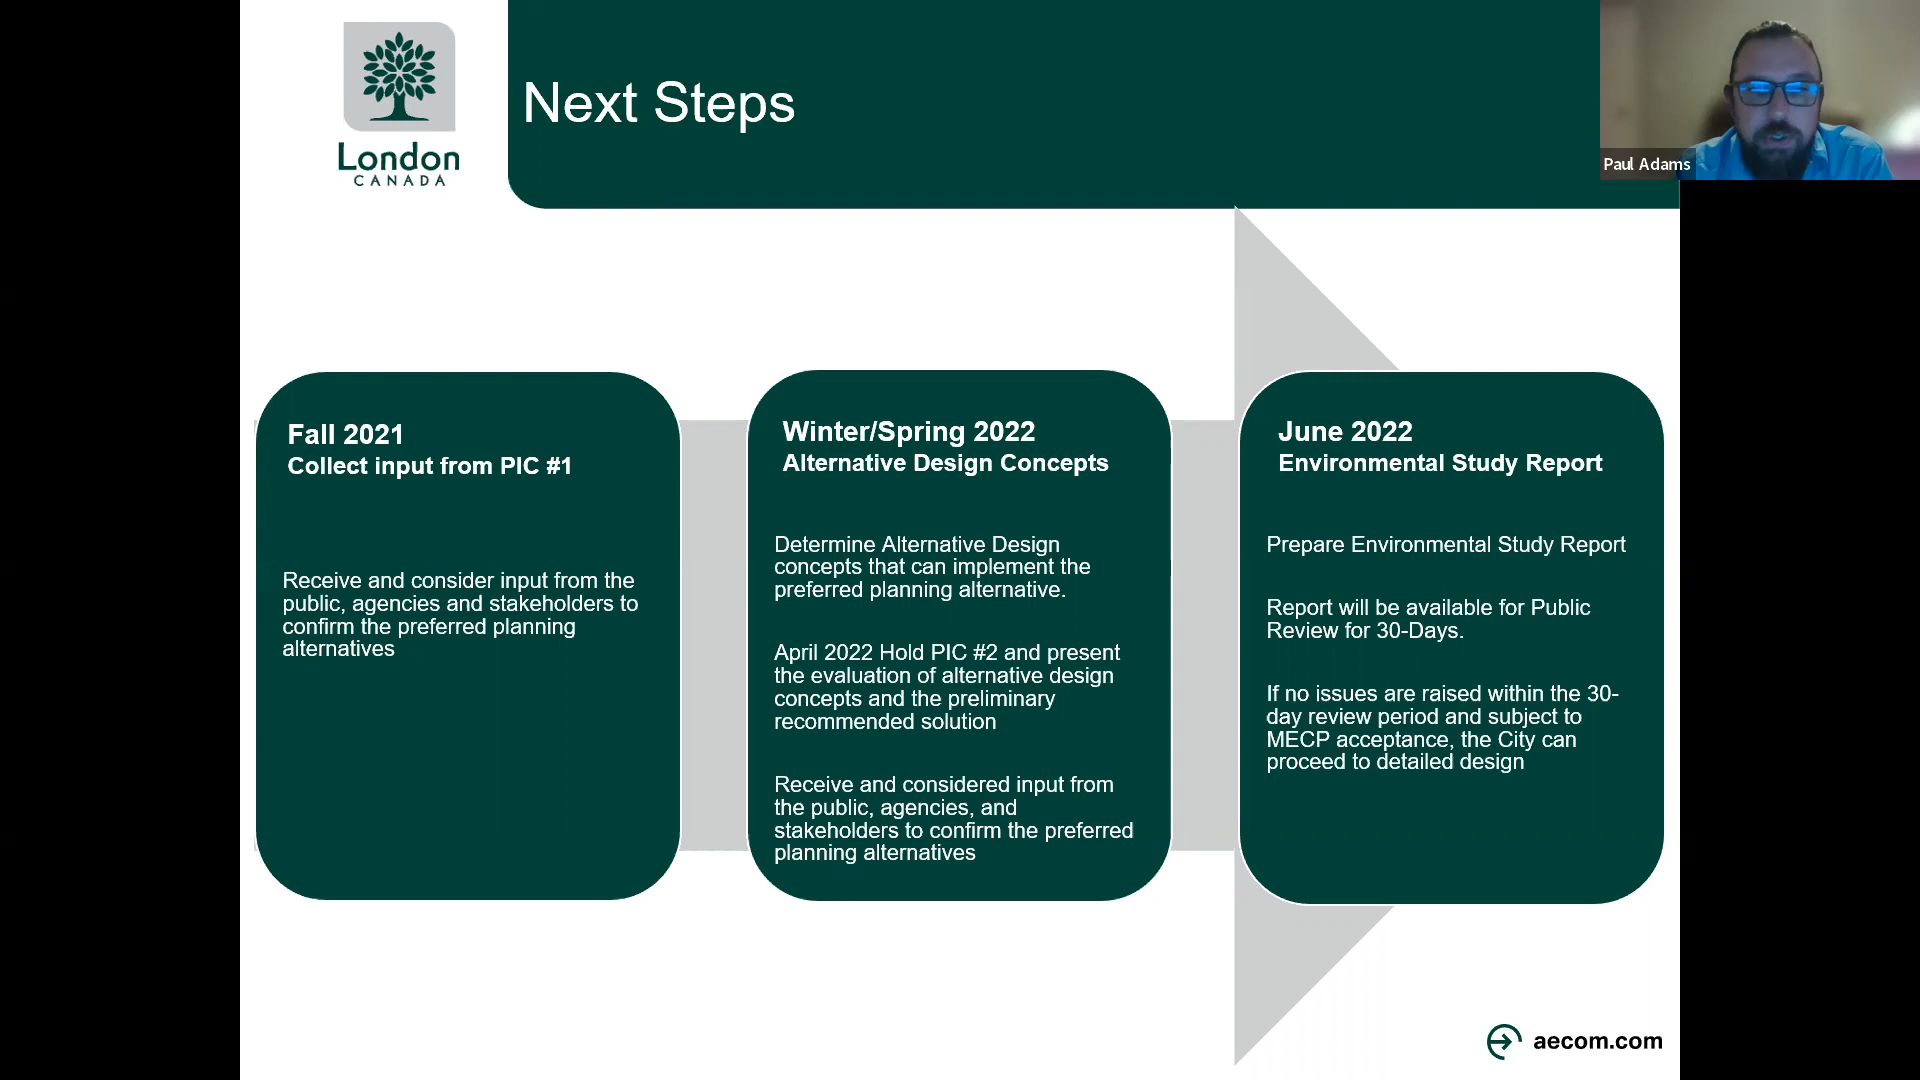 London
CANADA
Next Steps
Paul Adams
Fall 2021
Collect input from PIC #1
Receive and consider input from the
public, agencies and stakeholders to
confirm the preferred planning
alternatives
Winter/Spring 2022
Alternative Design Concepts
Determine Alternative Design
concepts that can implement the
preferred planning alternative.
April 2022 Hold PIC #2 and present
the evaluation of alternative design
concepts and the preliminary
recommended solution
Receive and considered input from
the public, agencies, and
stakeholders to confirm the preferred
planning alternatives
June 2022
Environmental Study Report
Prepare Environmental Study Report
Report will be available for Public
Review for 30-Days.
If no issues are raised within the 30-
day review period and subject to
MECP acceptance, the City can
proceed to detailed design
aecom.com